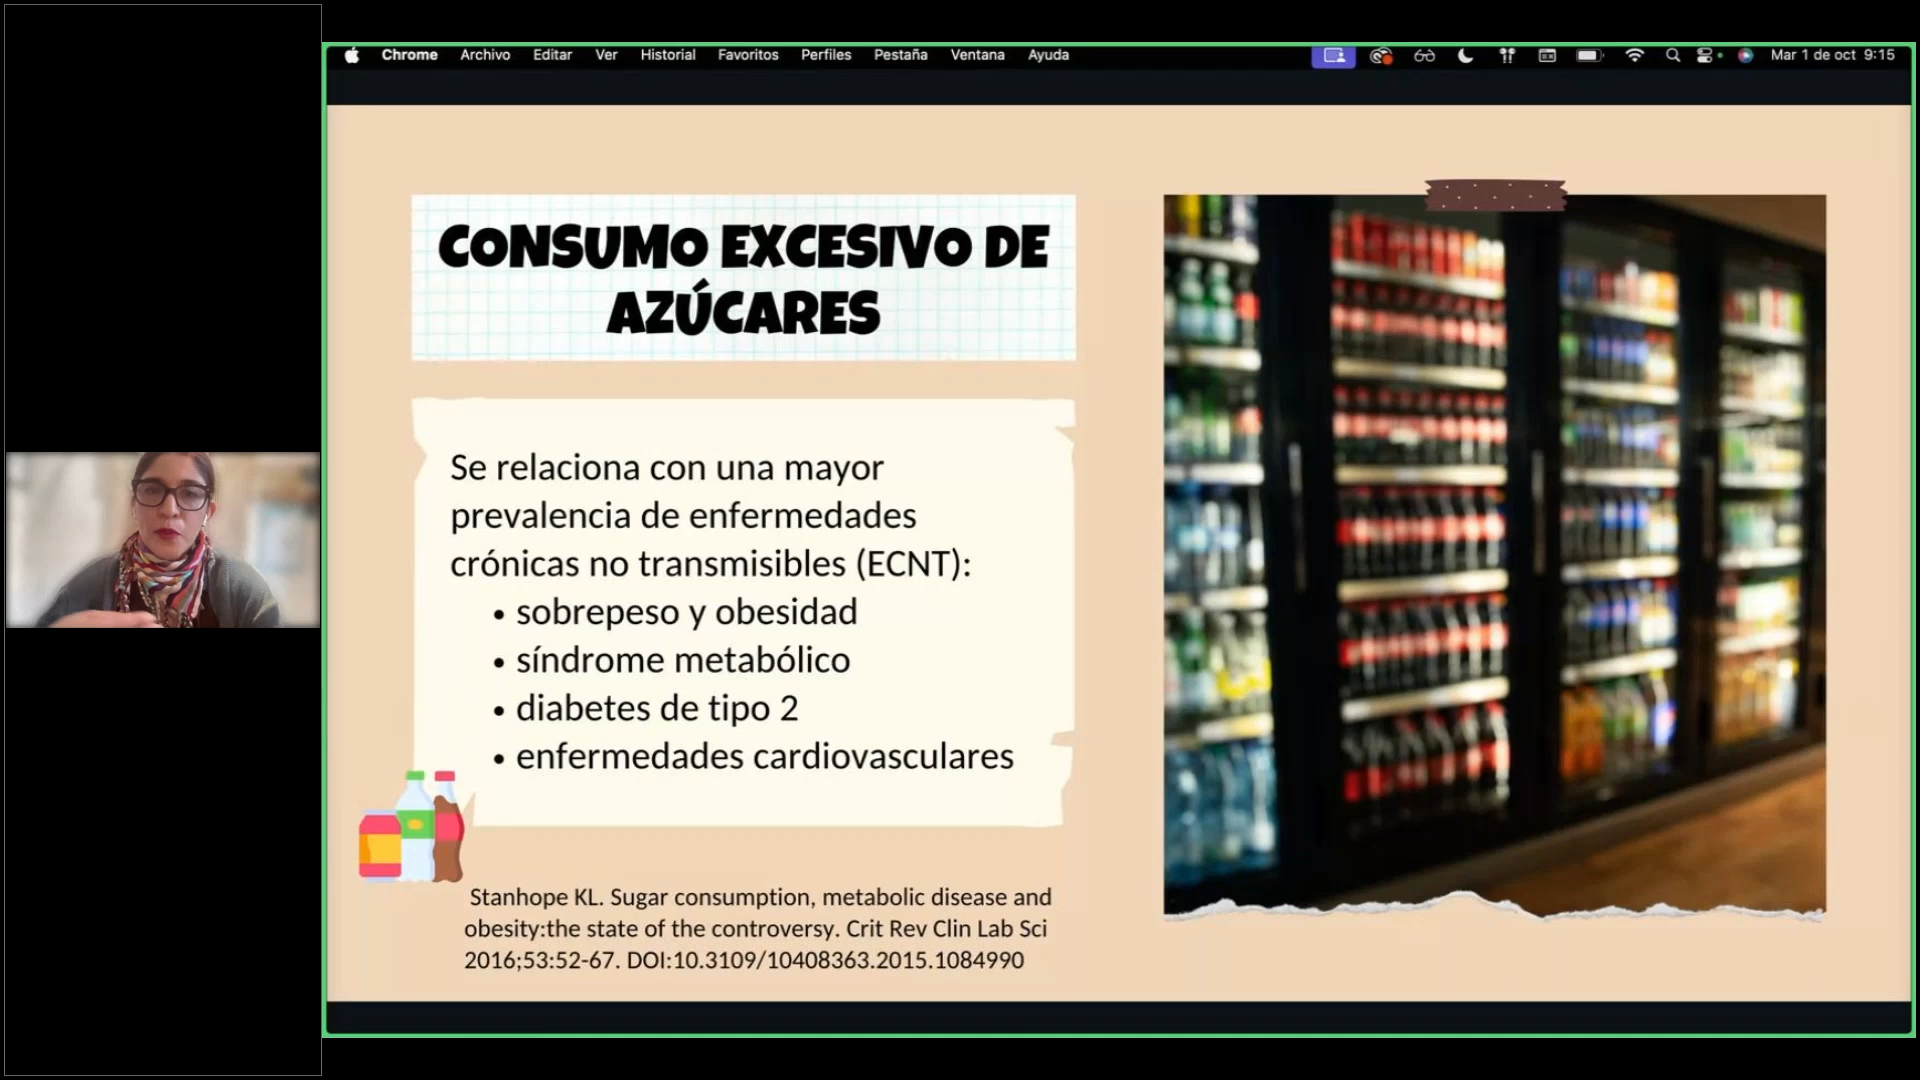 Chrome Archivo Editar Ver Historial Favoritos Perfiles Pestaña Ventana Ayuda Mar 1 de oct 9:15
CONSUMO EXCESIVO DE
AZÚCARES
Se relaciona con una mayor
prevalencia de enfermedades
crónicas no transmisibles (ECNT):
• sobrepeso y obesidad
• síndrome metabólico
• diabetes de tipo 2
• enfermedades cardiovasculares
Stanhope KL. Sugar consumption, metabolic disease and
obesity:the state of the controversy. Crit Rev Clin Lab Sci
2016;53:52-67. DOI:10.3109/10408363.2015.1084990